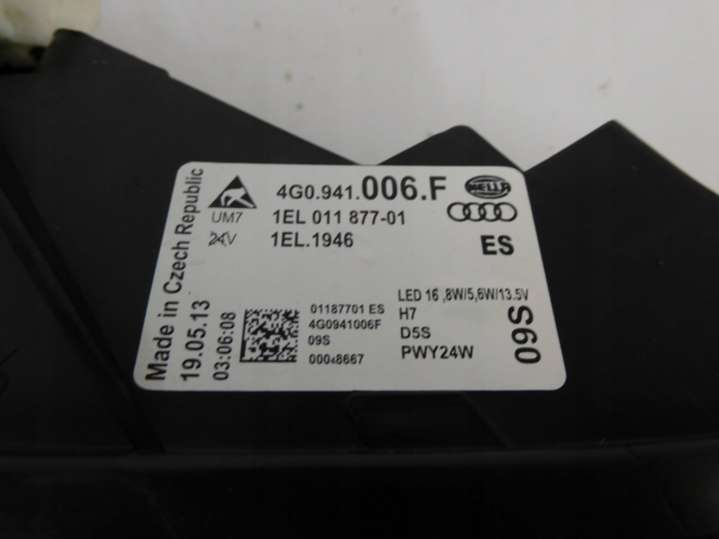 4G0.941.006.F
HELLA
UM7
1EL 011 877-01
24V
1EL.1946
ES
Made in Czech Republic
19.05.13
03:06:08
01187701 ES
4G0941006F
09S
LED 16 ,8W/5,6W/13.5V
H7
D5S
PWY24W
09S